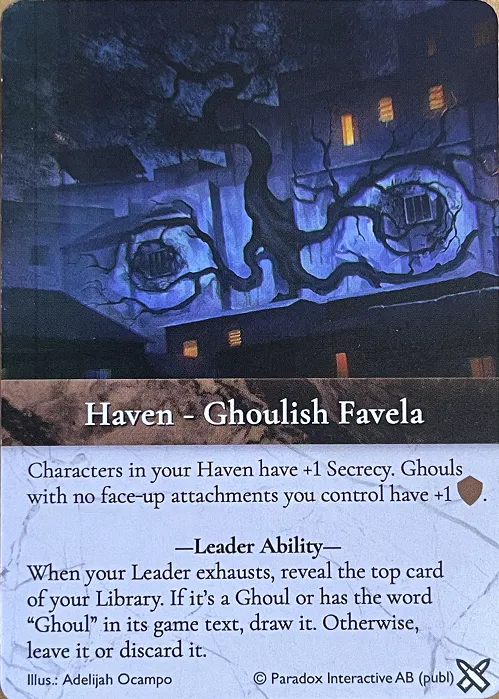 Haven - Ghoulish Favela
Characters in your Haven have +1 Secrecy. Ghouls
with no face-up attachments you control have +1 .
—Leader Ability—
When your Leader exhausts, reveal the top card
of your Library. If it's a Ghoul or has the word
“Ghoul” in its game text, draw it. Otherwise,
leave it or discard it.
Illus.: Adelijah Ocampo © Paradox Interactive AB (publ)